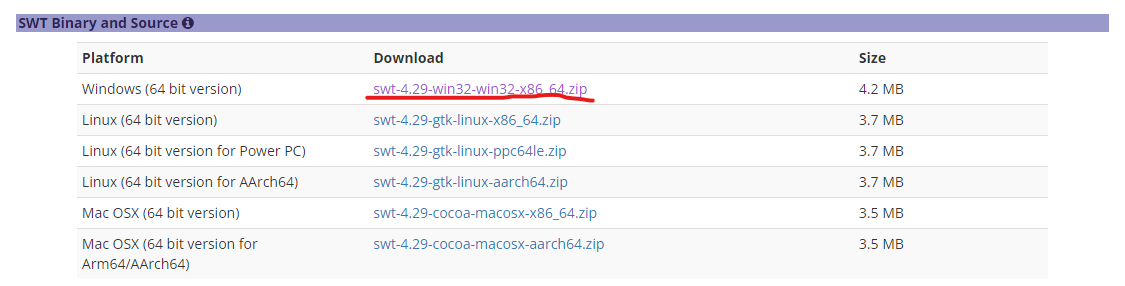 SWT Binary and Source
Platform Download Size
Windows (64 bit version) swt-4.29-win32-win32-x86_64.zip 4.2 MB
Linux (64 bit version) swt-4.29-gtk-linux-x86_64.zip 3.7 MB
Linux (64 bit version for Power PC) swt-4.29-gtk-linux-ppc64le.zip 3.7 MB
Linux (64 bit version for AArch64) swt-4.29-gtk-linux-aarch64.zip 3.7 MB
Mac OSX (64 bit version) swt-4.29-cocoa-macosx-x86_64.zip 3.5 MB
Mac OSX (64 bit version for swt-4.29-cocoa-macosx-aarch64.zip 3.5 MB
Arm64/AArch64)